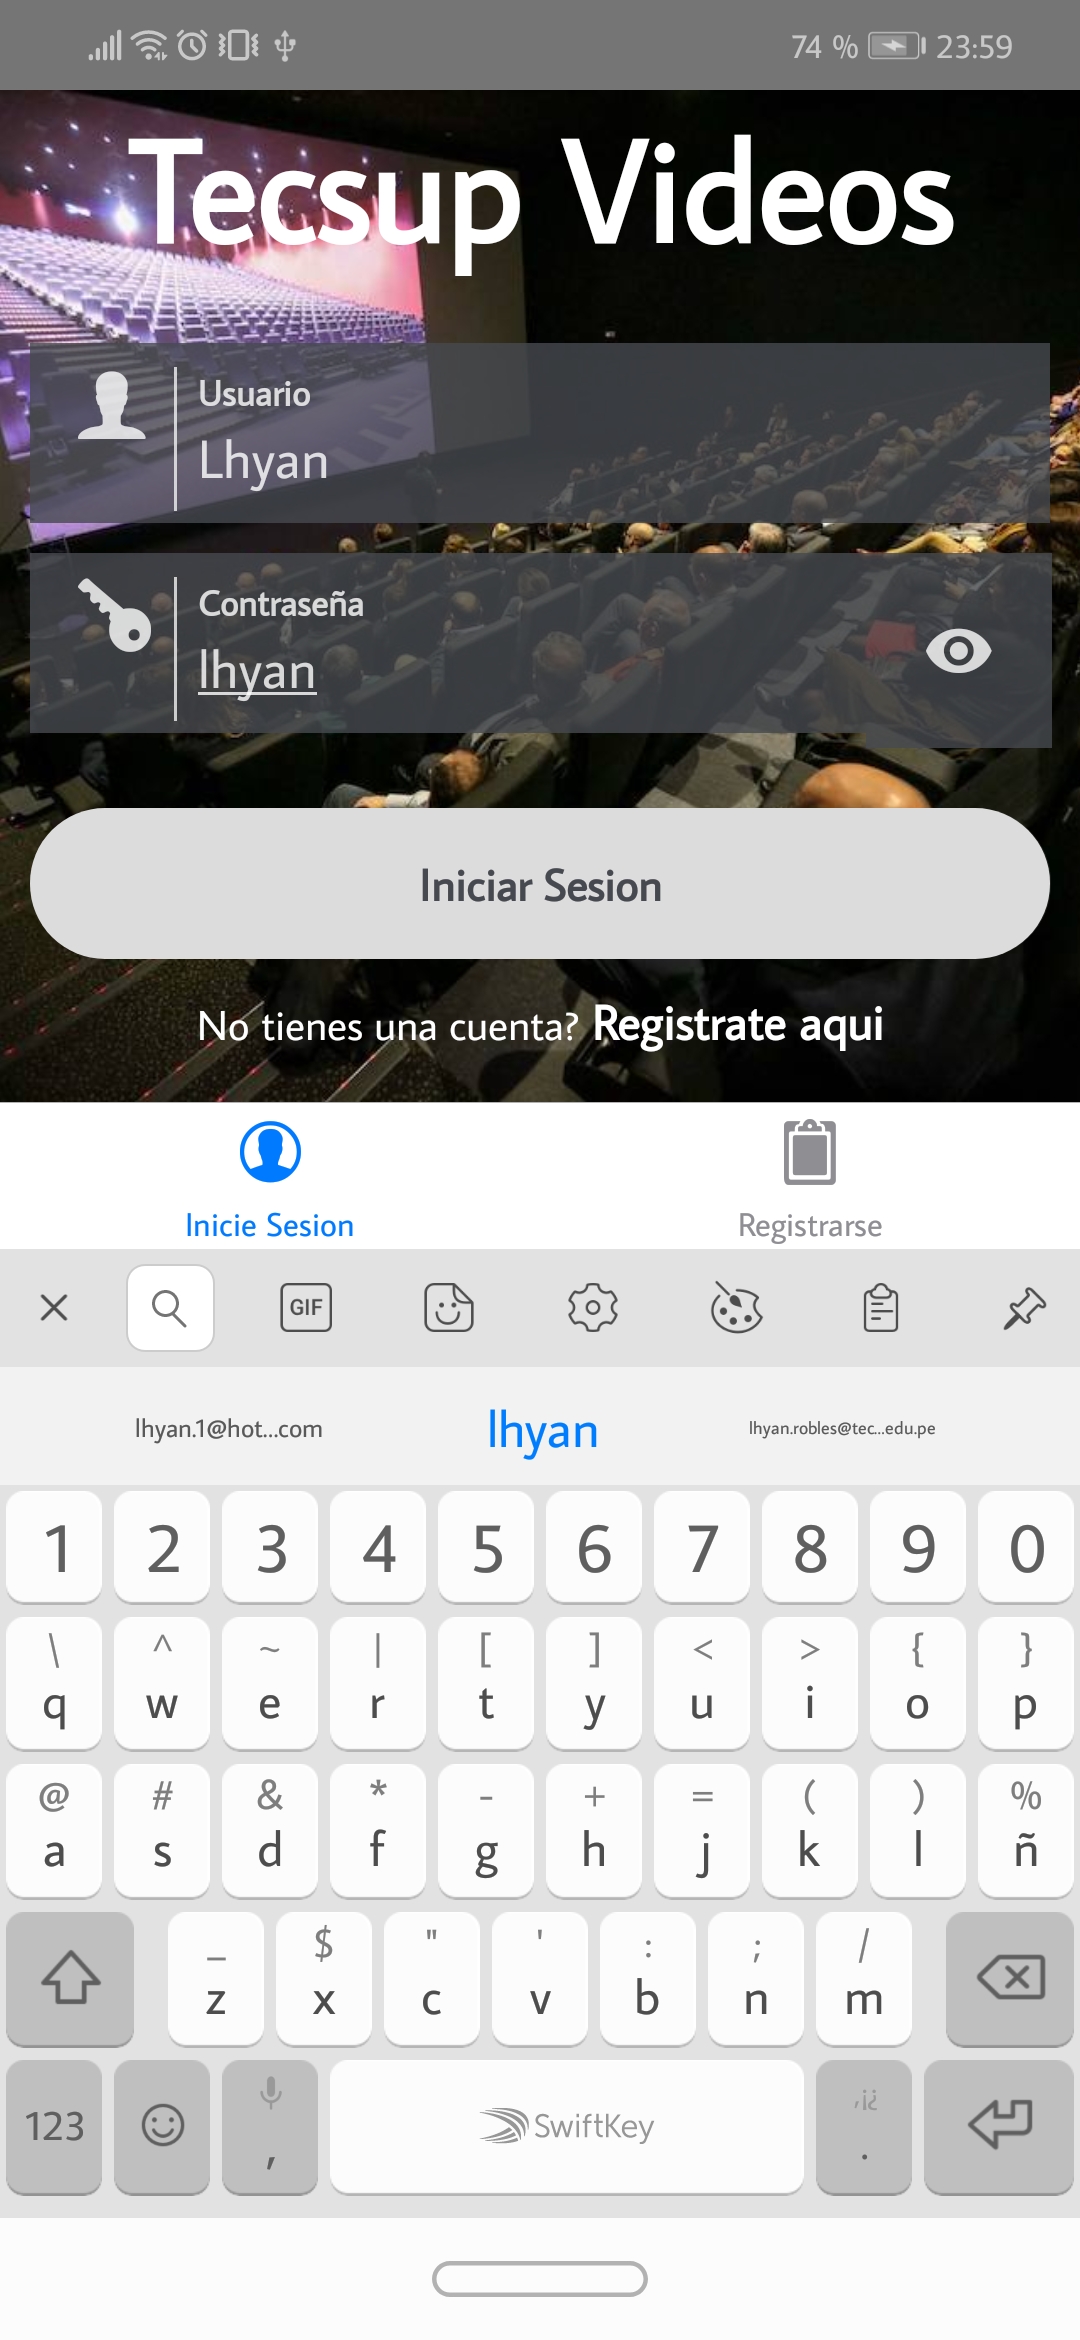 74 % 23:59
Tecsup Videos
Usuario
Lhyan
Contraseña
lhyan
Iniciar Sesion
No tienes una cuenta? Registrate aqui
Inicie Sesion Registrarse
GIF
lhyan.1@hot...com lhyan lhyan.robles@tec...edu.pe
1 2 3 4 5 6 7 8 9 0
\ ^ ~ | [ ] < > { }
q w e r t y u i o p
@ # & * - + = ( ) %
a s d f g h j k l ñ
_ $ " ' : ; /
z x c v b n m
123 , SwiftKey ,¡¿ .